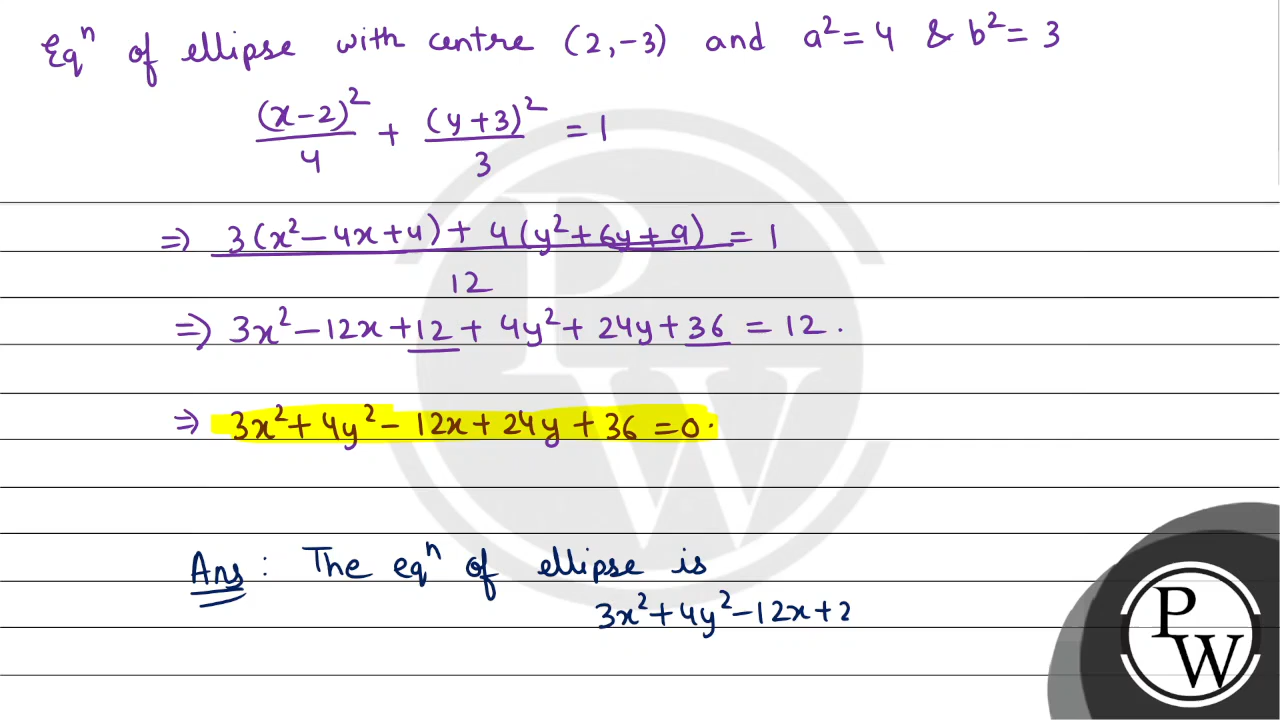 Eqⁿ of ellipse with centre (2,-3) and a² = 4 & b² = 3
(x-2)²/4 + (y+3)²/3 = 1
⇒ 3(x²-4x+4) + 4(y²+6y+9)/12 = 1
⇒ 3x²-12x+12+4y²+24y+36 = 12.
⇒ 3x²+4y²-12x+24y+36 = 0.
Ans : The eqⁿ of ellipse is
3x²+4y²-12x+2
P
W
P
W